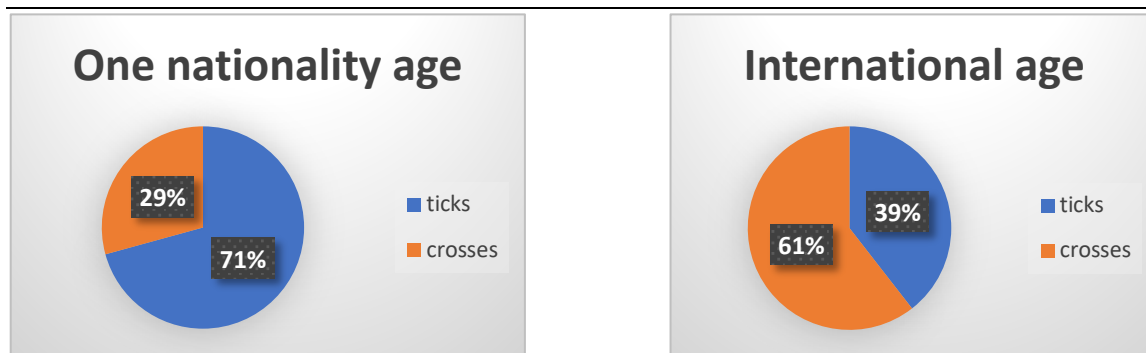 One nationality age
29%
71%
ticks
crosses
International age
39%
61%
ticks
crosses